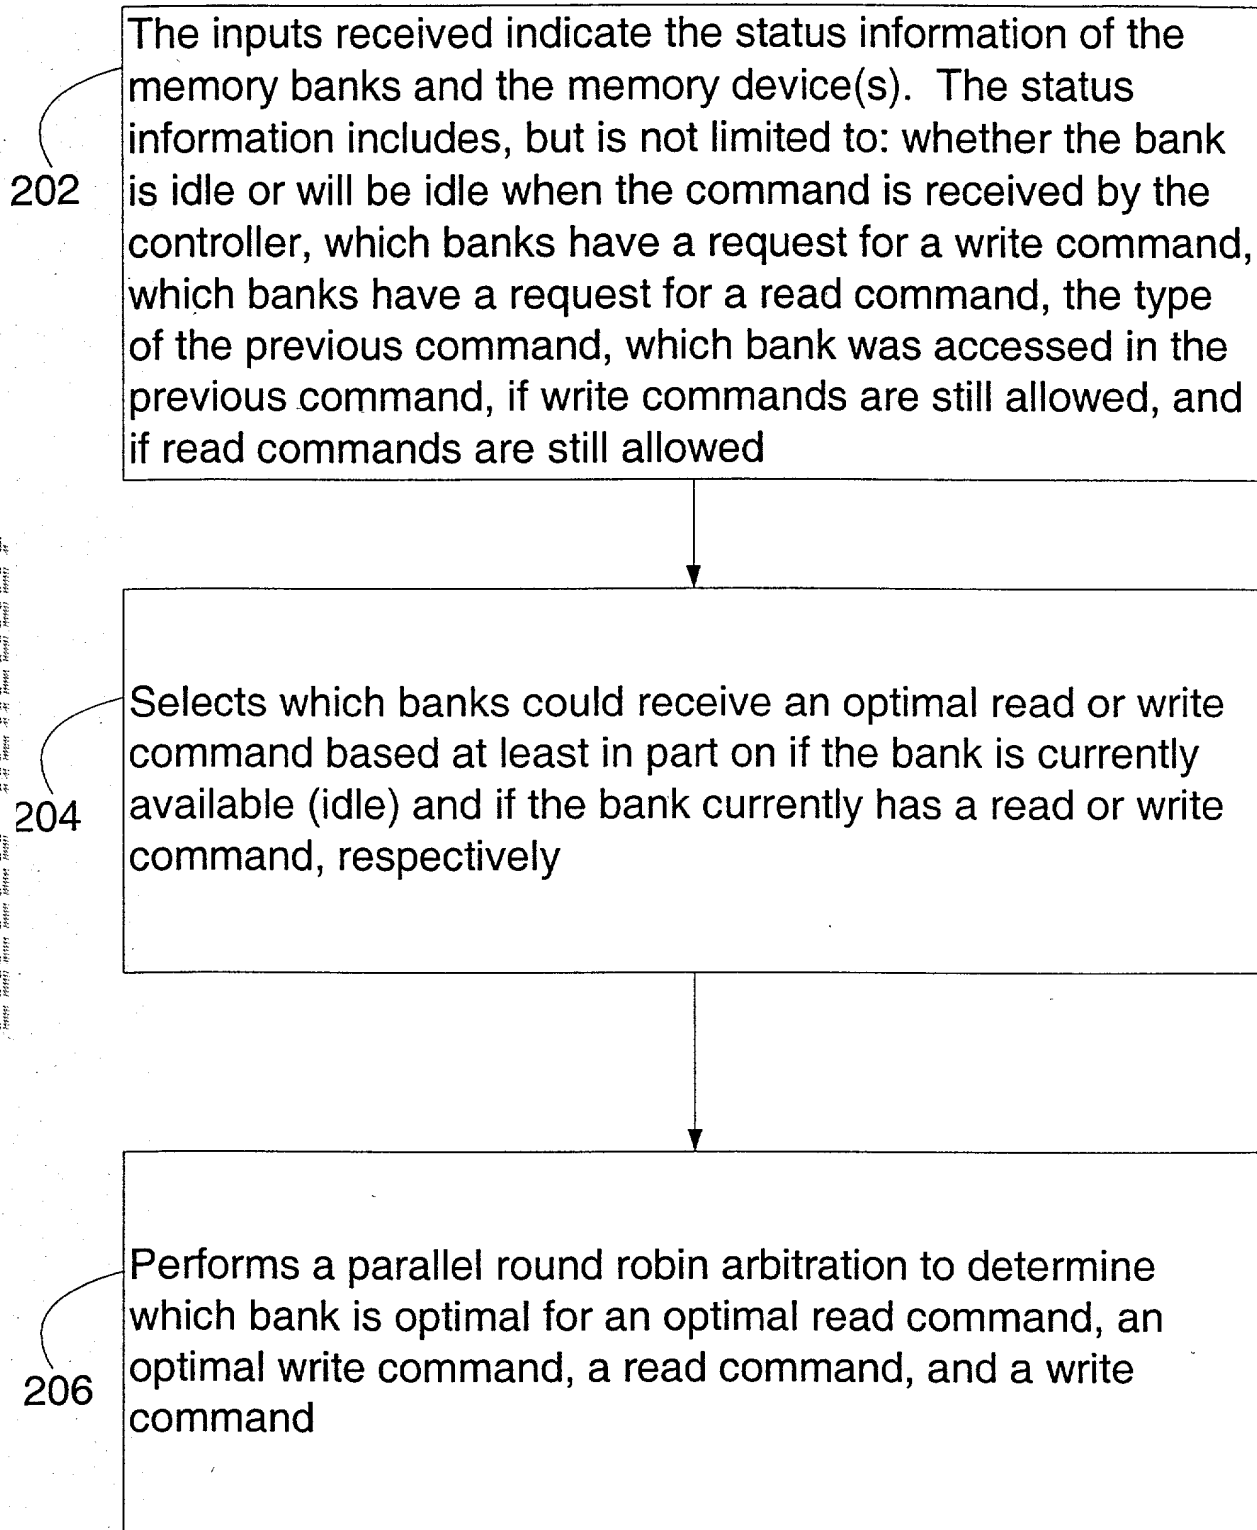 The inputs received indicate the status information of the
memory banks and the memory device(s). The status
information includes, but is not limited to: whether the bank
is idle or will be idle when the command is received by the
controller, which banks have a request for a write command,
which banks have a request for a read command, the type
of the previous command, which bank was accessed in the
previous command, if write commands are still allowed, and
if read commands are still allowed
202
Selects which banks could receive an optimal read or write
command based at least in part on if the bank is currently
available (idle) and if the bank currently has a read or write
command, respectively
204
Performs a parallel round robin arbitration to determine
which bank is optimal for an optimal read command, an
optimal write command, a read command, and a write
command
206